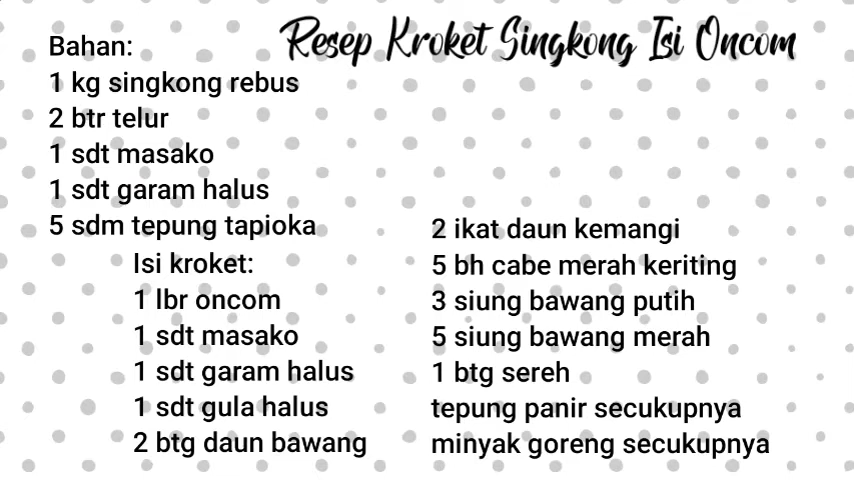 Resep Kroket Singkong Isi Oncom
Bahan:
1 kg singkong rebus
2 btr telur
1 sdt masako
1 sdt garam halus
5 sdm tepung tapioka
Isi kroket:
1 lbr oncom
1 sdt masako
1 sdt garam halus
1 sdt gula halus
2 btg daun bawang
2 ikat daun kemangi
5 bh cabe merah keriting
3 siung bawang putih
5 siung bawang merah
1 btg sereh
tepung panir secukupnya
minyak goreng secukupnya